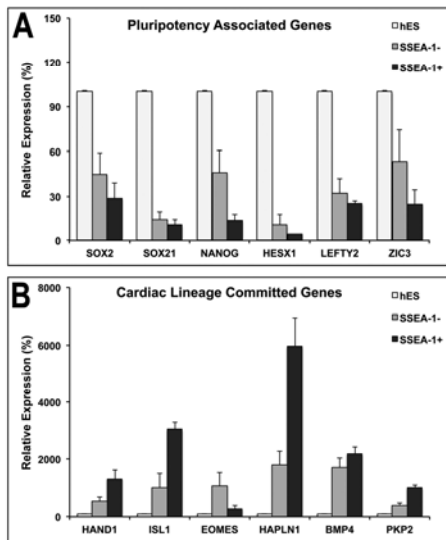 A
Pluripotency Associated Genes
hES
SSEA-1-
SSEA-1+
Relative Expression (%)
150
120
90
60
30
0
SOX2 SOX21 NANOG HESX1 LEFTY2 ZIC3
B
Cardiac Lineage Committed Genes
hES
SSEA-1-
SSEA-1+
Relative Expression (%)
8000
6000
4000
2000
0
HAND1 ISL1 EOMES HAPLN1 BMP4 PKP2